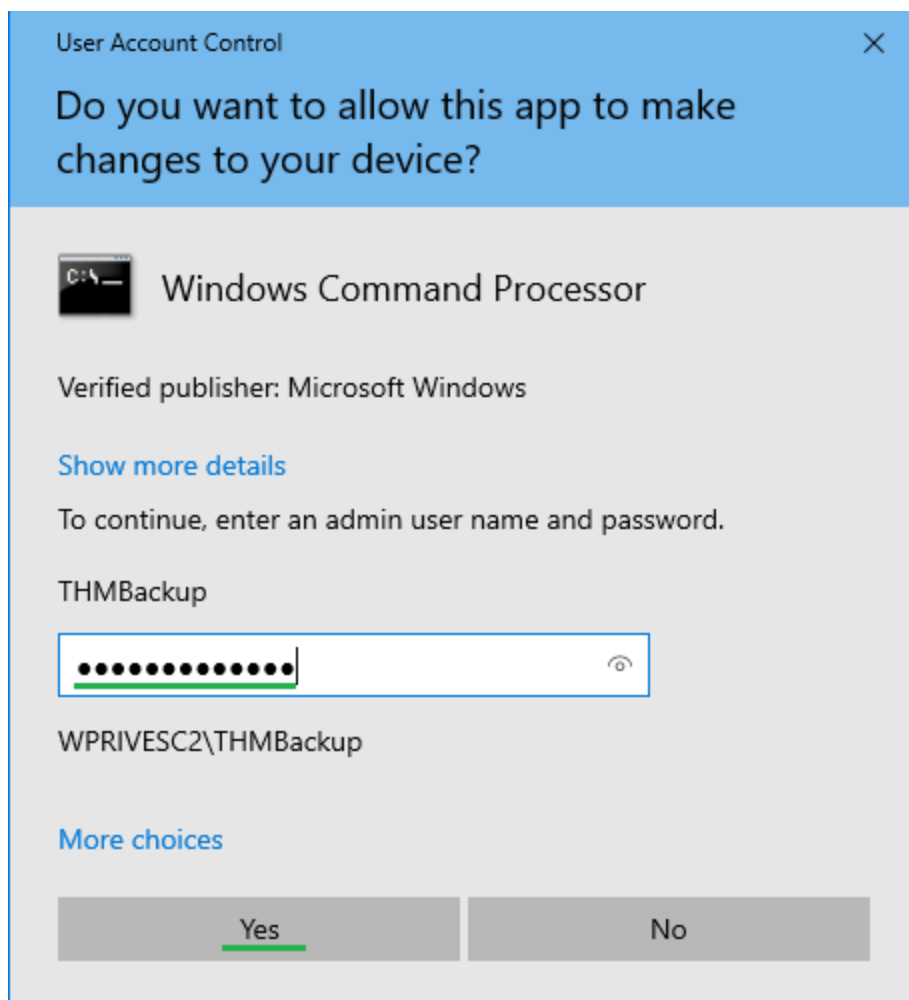 User Account Control
Do you want to allow this app to make
changes to your device?
C:\_
Windows Command Processor
Verified publisher: Microsoft Windows
Show more details
To continue, enter an admin user name and password.
THMBackup
●●●●●●●●●●●●●
WPRIVESC2\THMBackup
More choices
Yes No